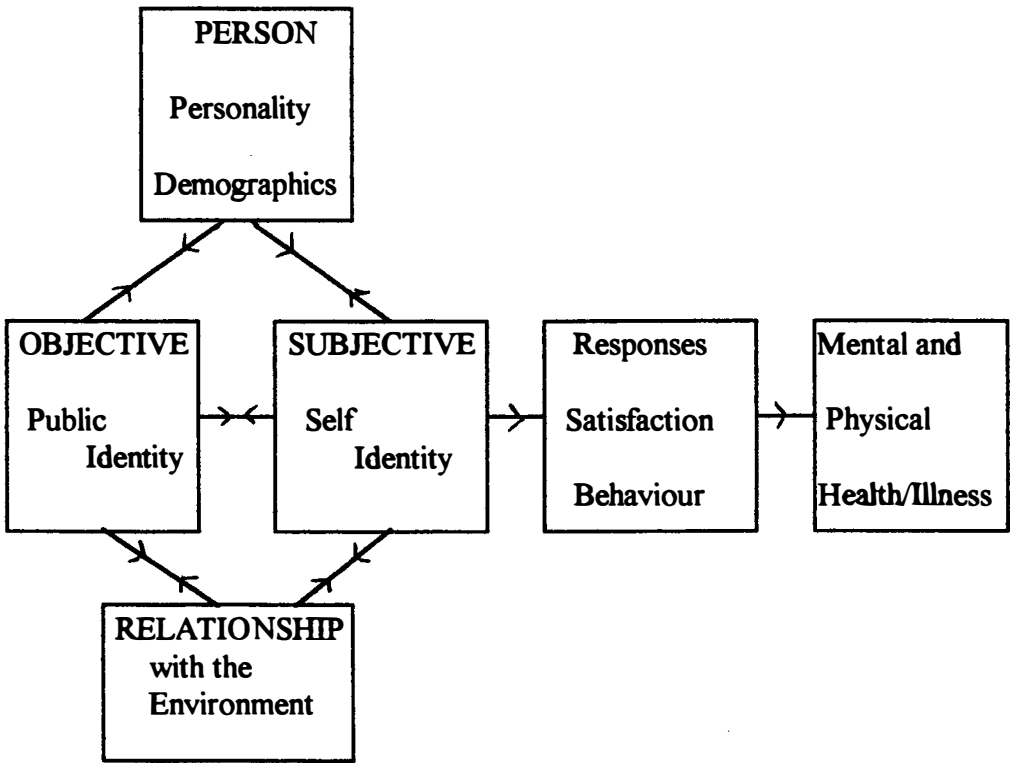 PERSON
Personality
Demographics
OBJECTIVE
Public
Identity
SUBJECTIVE
Self
Identity
Responses
Satisfaction
Behaviour
Mental and
Physical
Health/Illness
RELATIONSHIP
with the
Environment